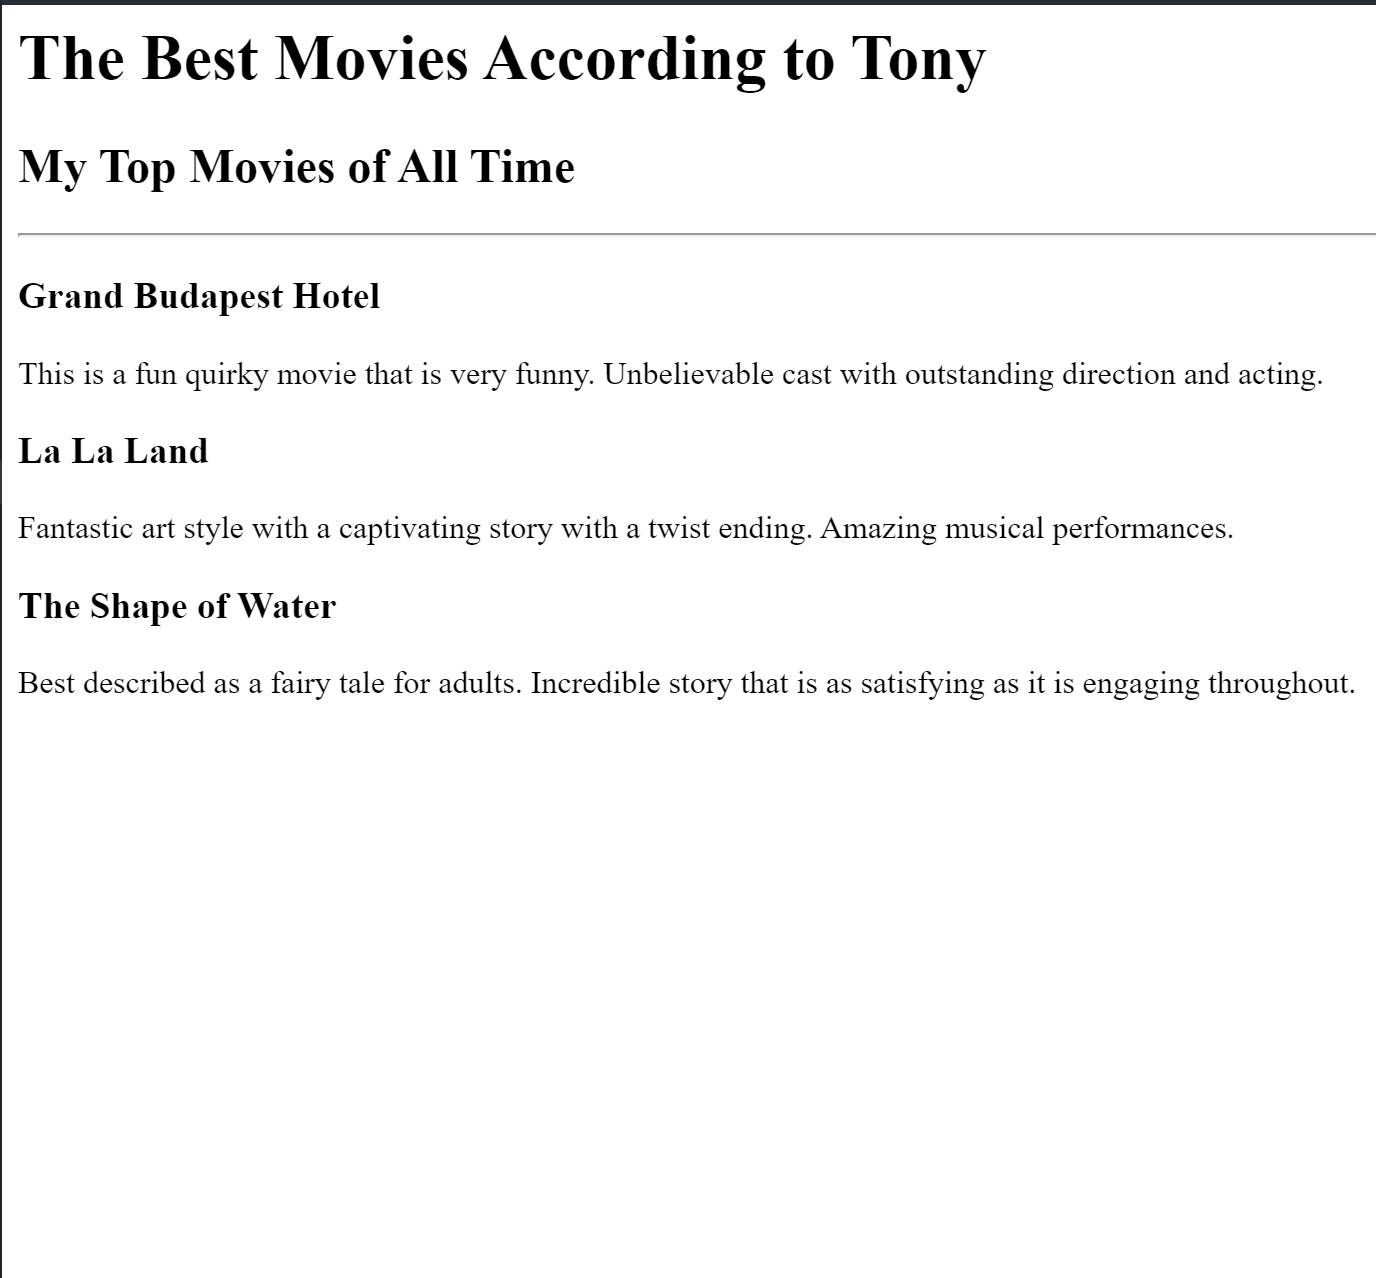 The Best Movies According to Tony
My Top Movies of All Time
Grand Budapest Hotel
This is a fun quirky movie that is very funny. Unbelievable cast with outstanding direction and acting.
La La Land
Fantastic art style with a captivating story with a twist ending. Amazing musical performances.
The Shape of Water
Best described as a fairy tale for adults. Incredible story that is as satisfying as it is engaging throughout.